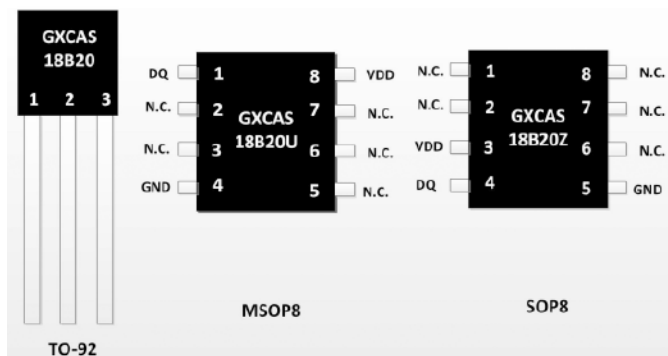 GXCAS
18B20
1 2 3
TO-92
DQ 1 8 VDD
N.C. 2 7 N.C.
GXCAS
18B20U
N.C. 3 6 N.C.
GND 4 5 N.C.
MSOP8
N.C. 1 8 N.C.
N.C. 2 7 N.C.
GXCAS
18B20Z
VDD 3 6 N.C.
DQ 4 5 GND
SOP8